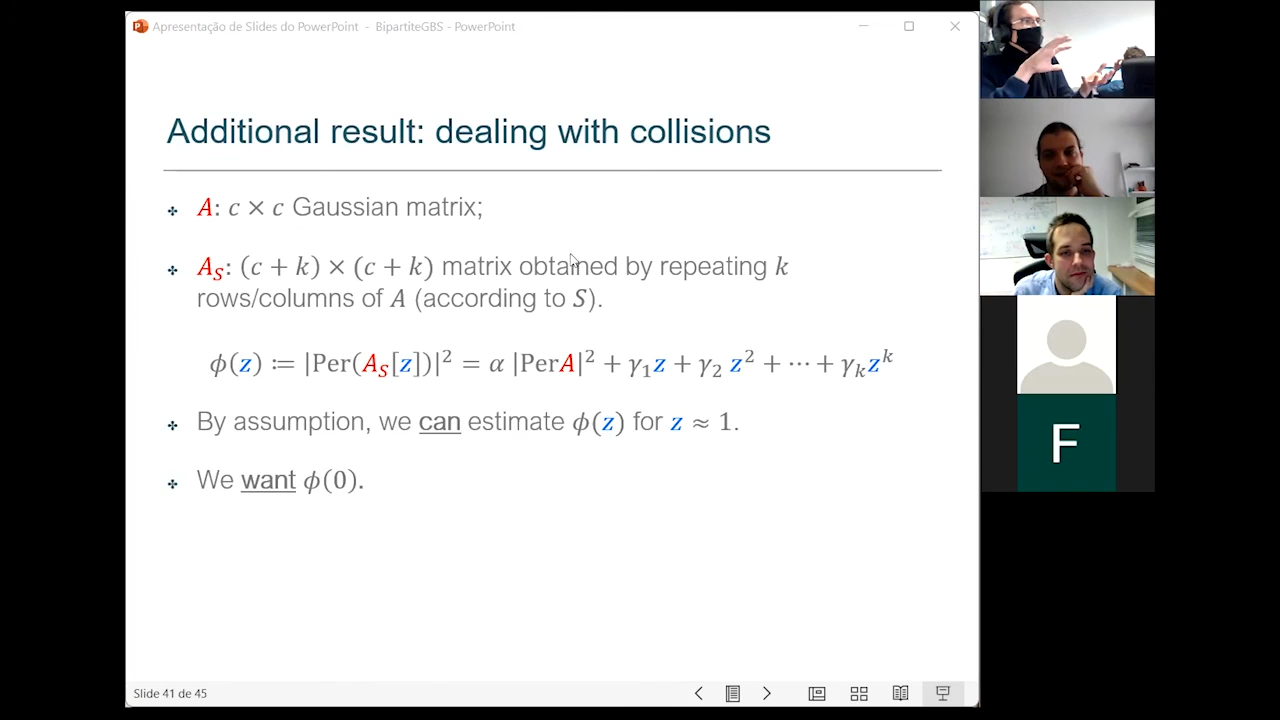 Apresentação de Slides do PowerPoint - BipartiteGBS - PowerPoint
Additional result: dealing with collisions
A: c × c Gaussian matrix;
A_S: (c + k) × (c + k) matrix obtained by repeating k
rows/columns of A (according to S).
ϕ(z) ≔ |Per(A_S[z])|² = α |PerA|² + γ₁z + γ₂ z² + ⋯ + γₖzᵏ
By assumption, we can estimate ϕ(z) for z ≈ 1.
We want ϕ(0).
Slide 41 de 45
F